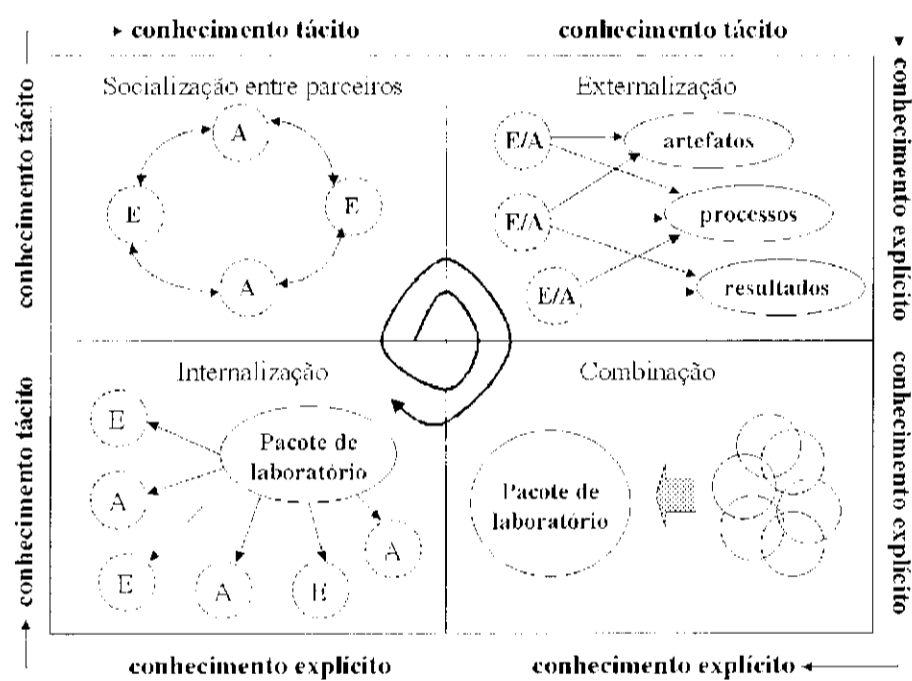 conhecimento tácito
conhecimento tácito
conhecimento tácito
conhecimento explícito
Socialização entre parceiros
A
E
E
A
Externalização
E/A
artefatos
E/A
processos
E/A
resultados
conhecimento tácito
conhecimento explícito
Internalização
E
Pacote de
laboratório
A
E
A
E
A
Combinação
Pacote de
laboratório
conhecimento explícito
conhecimento explícito